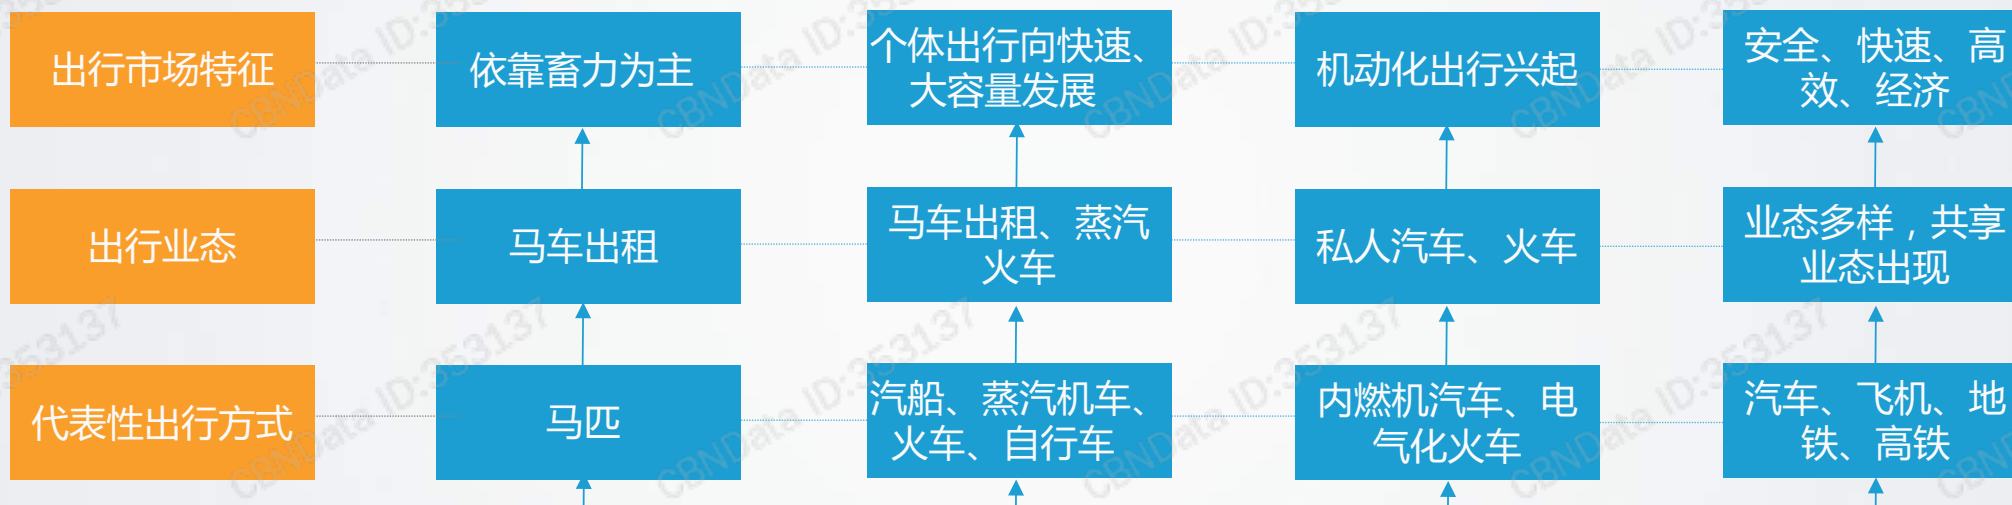 出行市场特征
依靠畜力为主
个体出行向快速、
大容量发展
机动化出行兴起
安全、快速、高
效、经济
出行业态
马车出租
马车出租、蒸汽
火车
私人汽车、火车
业态多样，共享
业态出现
代表性出行方式
马匹
汽船、蒸汽机车、
火车、自行车
内燃机汽车、电
气化火车
汽车、飞机、地
铁、高铁
CBNData ID:353137